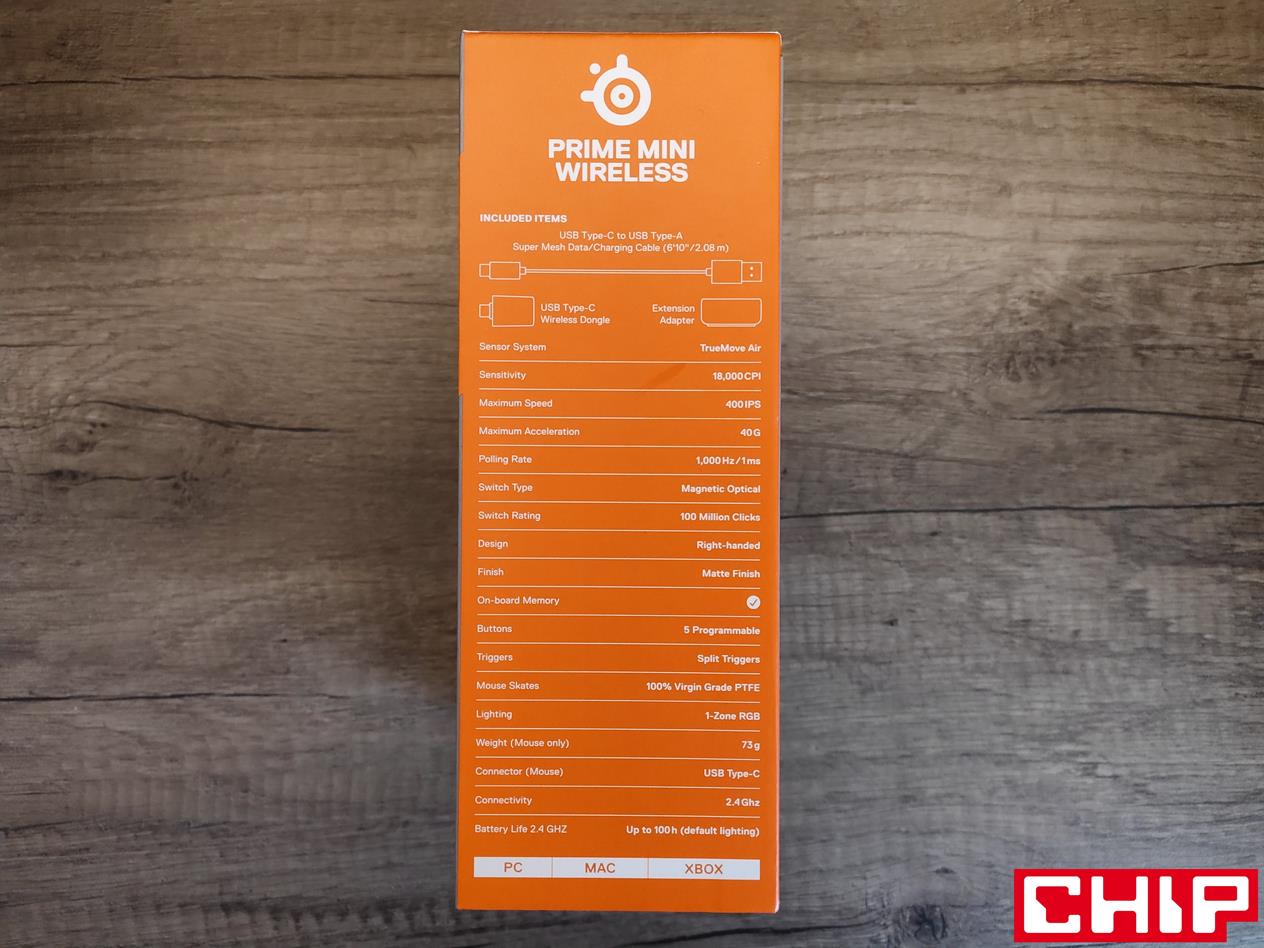 PRIME MINI
WIRELESS
INCLUDED ITEMS
USB Type-C to USB Type-A
Super Mesh Data/Charging Cable (6'10"/2.08 m)
USB Type-C
Wireless Dongle
Extension
Adapter
Sensor System TrueMove Air
Sensitivity 18,000 CPI
Maximum Speed 400 IPS
Maximum Acceleration 40 G
Polling Rate 1,000 Hz / 1 ms
Switch Type Magnetic Optical
Switch Rating 100 Million Clicks
Design Right-handed
Finish Matte Finish
On-board Memory
Buttons 5 Programmable
Triggers Split Triggers
Mouse Skates 100% Virgin Grade PTFE
Lighting 1-Zone RGB
Weight (Mouse only) 73 g
Connector (Mouse) USB Type-C
Connectivity 2.4 Ghz
Battery Life 2.4 GHZ Up to 100 h (default lighting)
PC MAC XBOX
CHIP